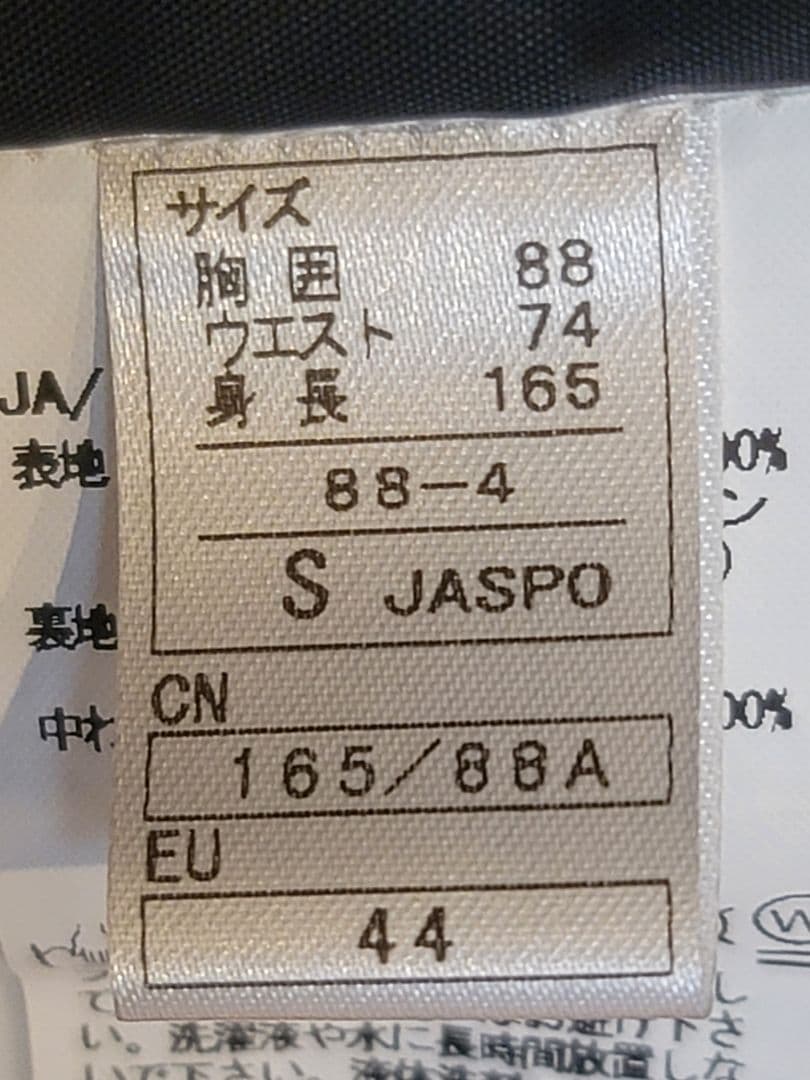 サイズ
胸囲 88
ウエスト 74
身長 165
88-4
S JASPO
CN
165/88A
EU
44
JA/
表地
裏地
い。洗濯液や水に長時間放置しな